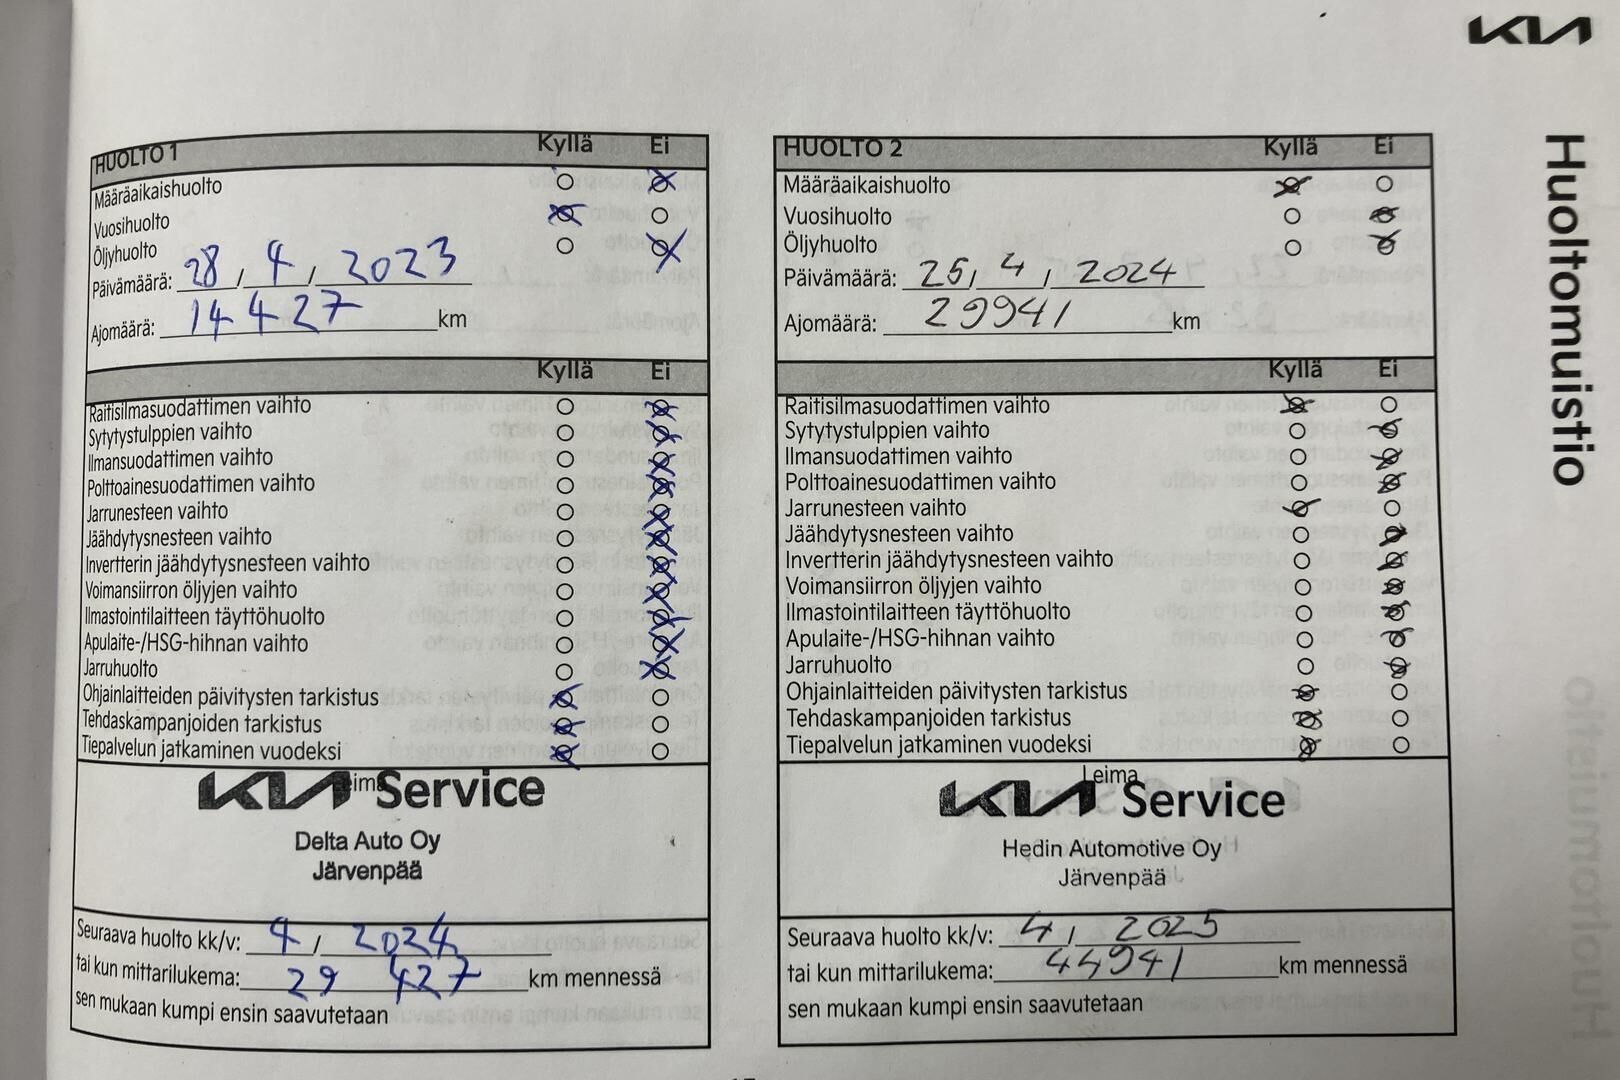 KIA
Huoltomuistio
HUOLTO 1 Kyllä Ei
Määräaikaishuolto
Vuosihuolto
Öljyhuolto
Päivämäärä: 28 / 4 / 2023
Ajomäärä: 14 427 km
Kyllä Ei
Raitisilmasuodattimen vaihto
Sytytystulppien vaihto
Ilmansuodattimen vaihto
Polttoainesuodattimen vaihto
Jarrunesteen vaihto
Jäähdytysnesteen vaihto
Invertterin jäähdytysnesteen vaihto
Voimansiirron öljyjen vaihto
Ilmastointilaitteen täyttöhuolto
Apulaite-/HSG-hihnan vaihto
Jarruhuolto
Ohjainlaitteiden päivitysten tarkistus
Tehdaskampanjoiden tarkistus
Tiepalvelun jatkaminen vuodeksi
Leima
KIA Service
Delta Auto Oy
Järvenpää
Seuraava huolto kk/v: 4 / 2024
tai kun mittarilukema: 29 427 km mennessä
sen mukaan kumpi ensin saavutetaan
HUOLTO 2 Kyllä Ei
Määräaikaishuolto
Vuosihuolto
Öljyhuolto
Päivämäärä: 25 / 4 / 2024
Ajomäärä: 29941 km
Kyllä Ei
Raitisilmasuodattimen vaihto
Sytytystulppien vaihto
Ilmansuodattimen vaihto
Polttoainesuodattimen vaihto
Jarrunesteen vaihto
Jäähdytysnesteen vaihto
Invertterin jäähdytysnesteen vaihto
Voimansiirron öljyjen vaihto
Ilmastointilaitteen täyttöhuolto
Apulaite-/HSG-hihnan vaihto
Jarruhuolto
Ohjainlaitteiden päivitysten tarkistus
Tehdaskampanjoiden tarkistus
Tiepalvelun jatkaminen vuodeksi
Leima
KIA Service
Hedin Automotive Oy
Järvenpää
Seuraava huolto kk/v: 4 / 2025
tai kun mittarilukema: 44941 km mennessä
sen mukaan kumpi ensin saavutetaan